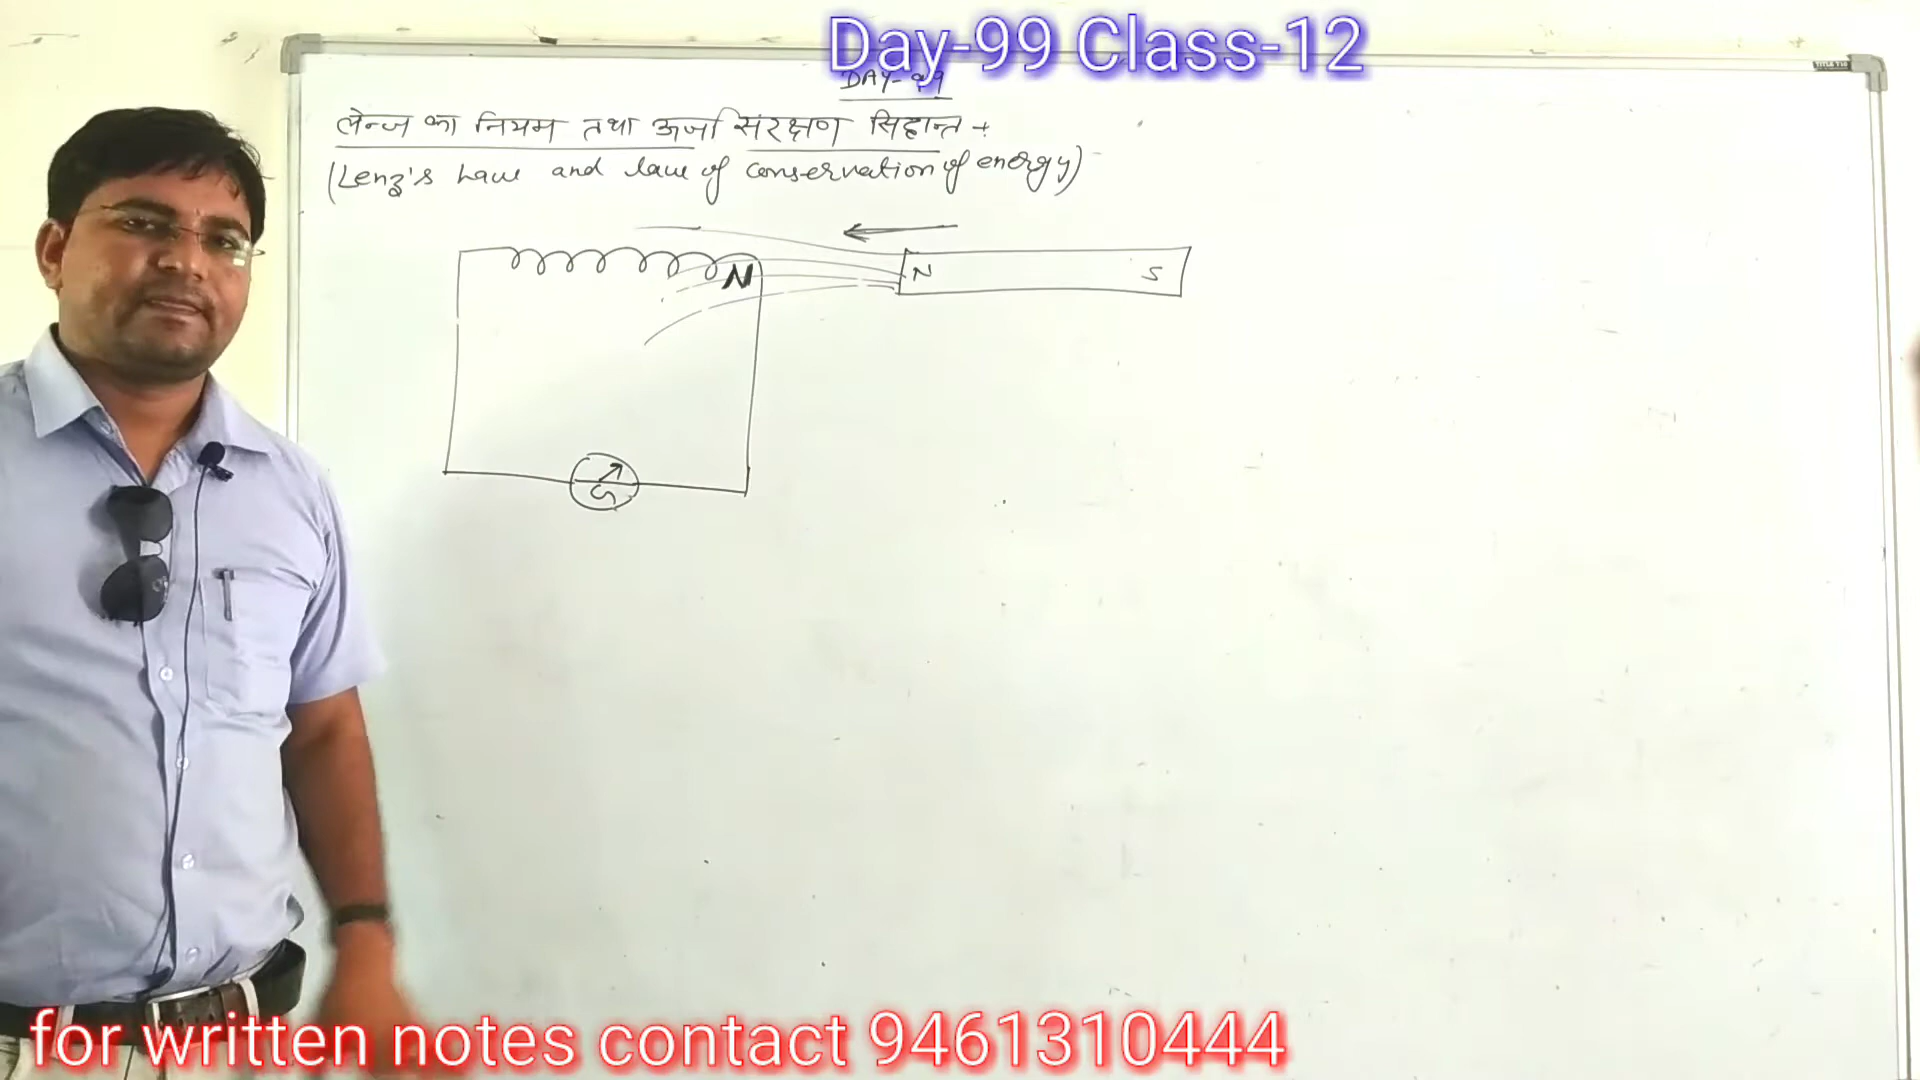 Day-99 Class-12
DAY-99
लेन्ज का नियम तथा ऊर्जा संरक्षण सिद्धान्त ÷
(Lenz's Law and law of conservation of energy)
N
N
S
G
for written notes contact 9461310444